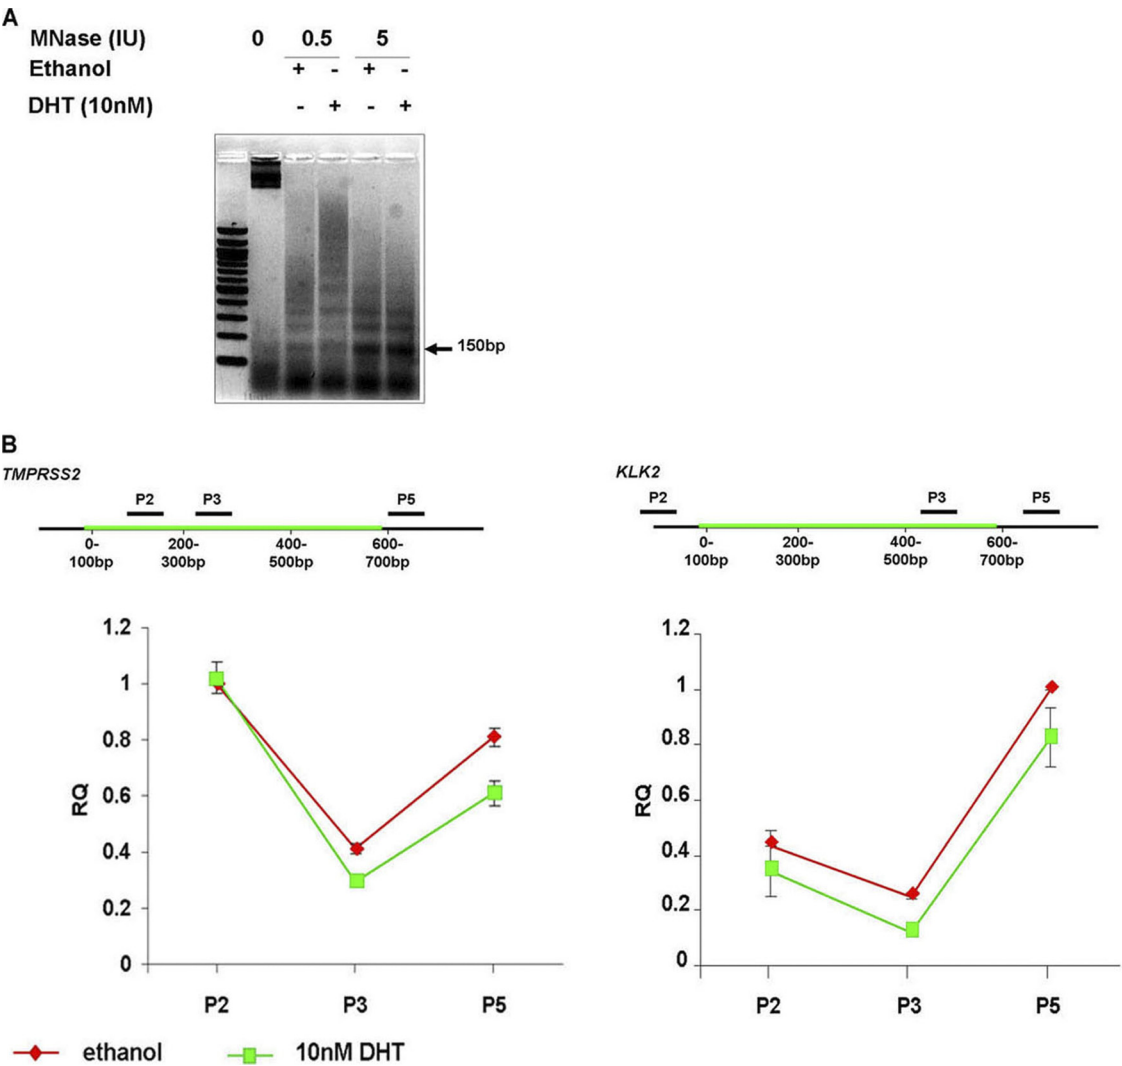 A
MNase (IU) 0 0.5 5
Ethanol + - + -
DHT (10nM) - + - +
150bp
B
TMPRSS2
P2 P3 P5
0-100bp 200-300bp 400-500bp 600-700bp
KLK2
P2 P3 P5
0-100bp 200-300bp 400-500bp 600-700bp
1.2
1
0.8
0.6
0.4
0.2
0
RQ
P2 P3 P5
1.2
1
0.8
0.6
0.4
0.2
0
RQ
P2 P3 P5
ethanol 10nM DHT